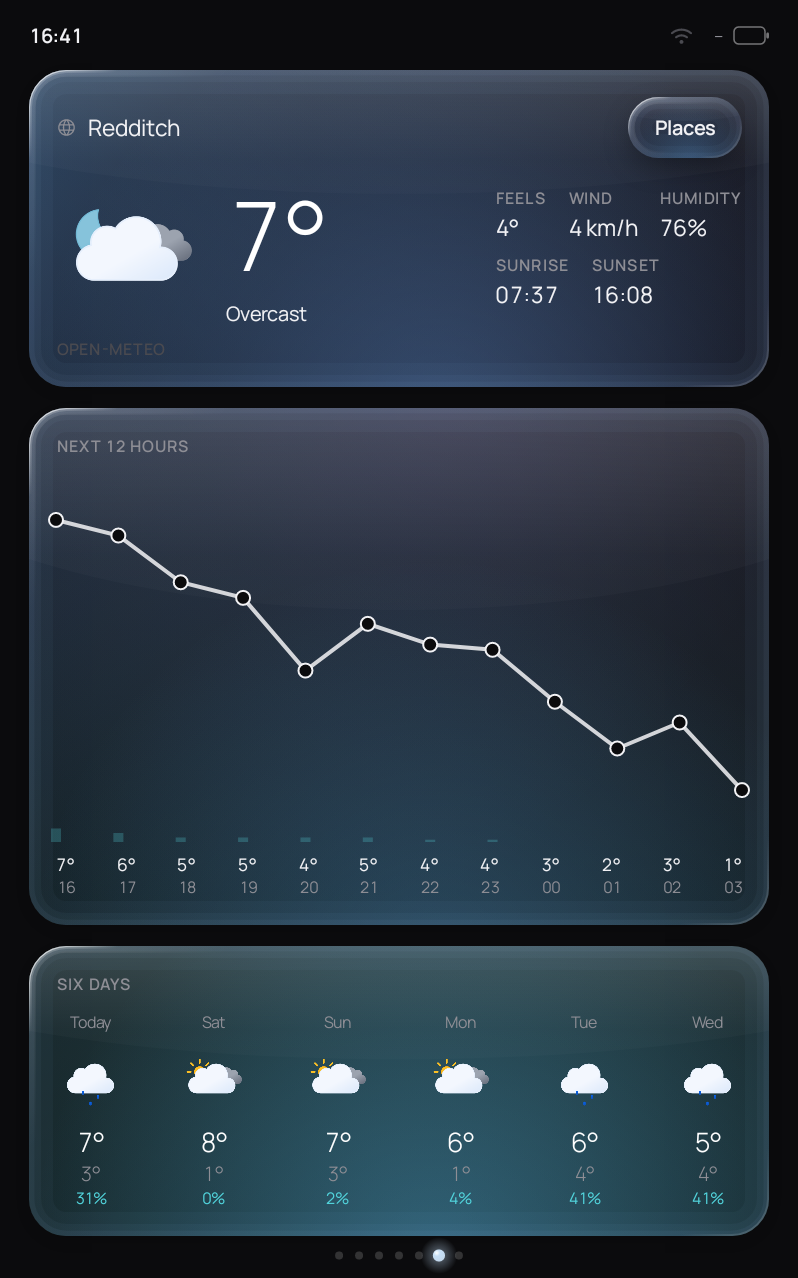 16:41
–
Redditch
Places
FEELS WIND HUMIDITY
4° 4 km/h 76%
7°
SUNRISE SUNSET
07:37 16:08
Overcast
OPEN-METEO
NEXT 12 HOURS
7° 6° 5° 5° 4° 5° 4° 4° 3° 2° 3° 1°
16 17 18 19 20 21 22 23 00 01 02 03
SIX DAYS
Today Sat Sun Mon Tue Wed
7° 8° 7° 6° 6° 5°
3° 1° 3° 1° 4° 4°
31% 0% 2% 4% 41% 41%